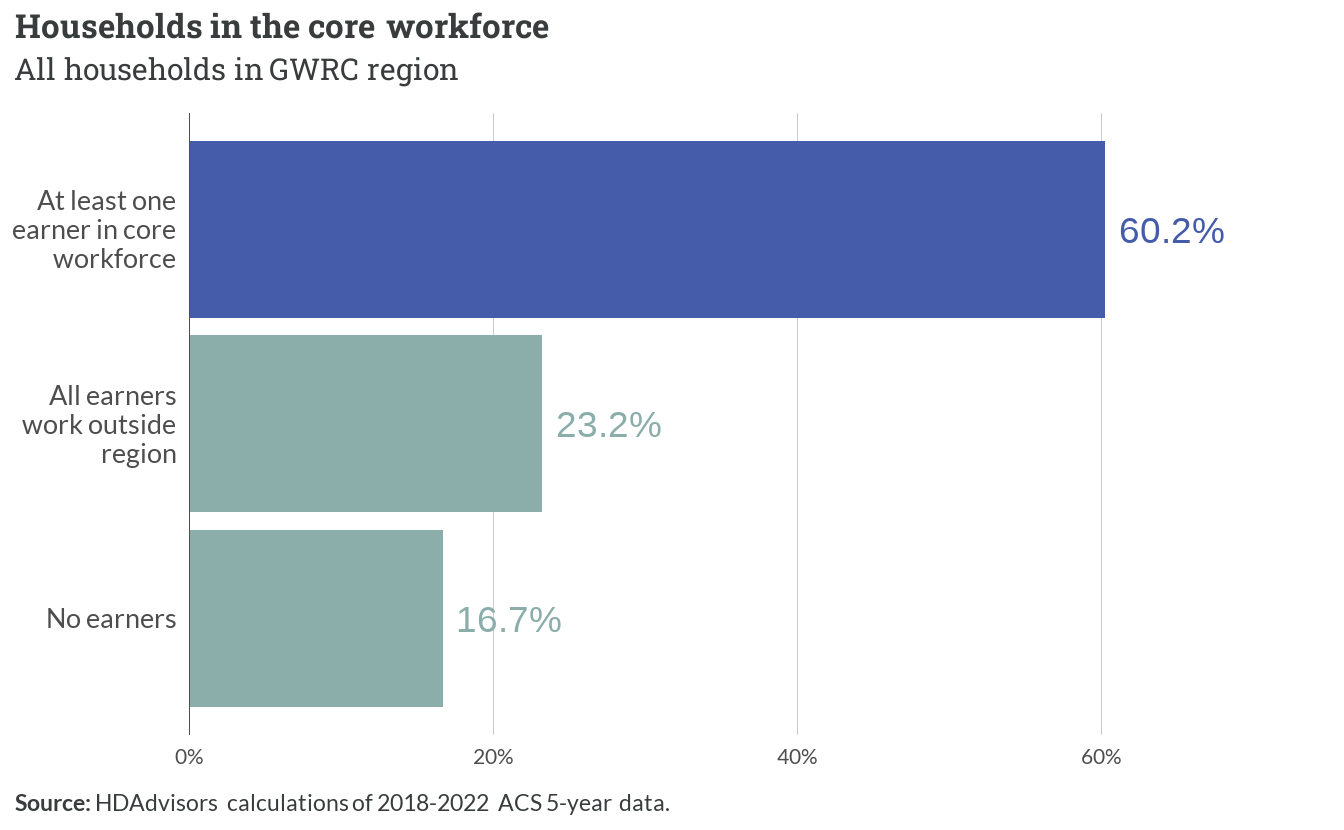 Households in the core workforce
All households in GWRC region
At least one
earner in core
workforce
60.2%
All earners
work outside
region
23.2%
No earners
16.7%
0%
20%
40%
60%
Source: HDAdvisors calculations of 2018-2022 ACS 5-year data.